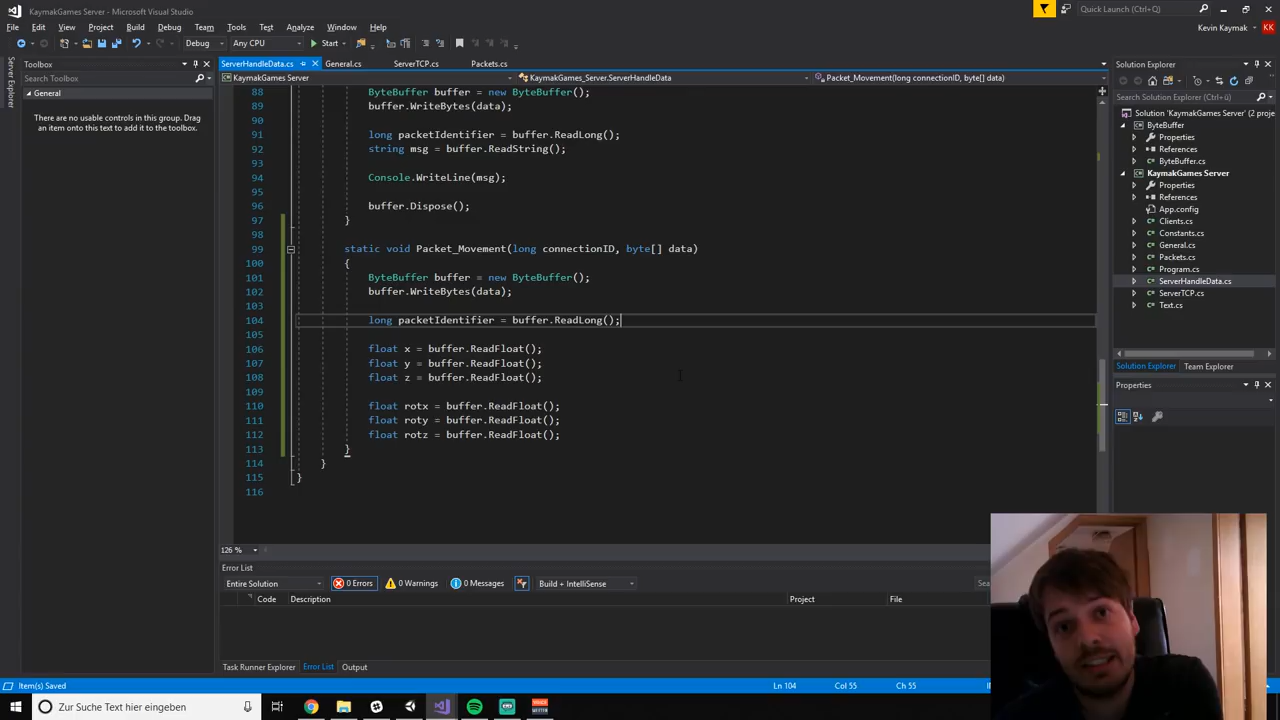 KaymakGames Server - Microsoft Visual Studio
Quick Launch (Ctrl+Q)
File Edit View Project Build Debug Team Tools Test Analyze Window Help
Kevin Kaymak KK
Debug Any CPU Start
Server Explorer
Toolbox
Search Toolbox
General
There are no usable controls in this group. Drag
an item onto this text to add it to the toolbox.
ServerHandleData.cs General.cs ServerTCP.cs Packets.cs
KaymakGames Server KaymakGames_Server.ServerHandleData Packet_Movement(long connectionID, byte[] data)
88 ByteBuffer buffer = new ByteBuffer();
89 buffer.WriteBytes(data);
90
91 long packetIdentifier = buffer.ReadLong();
92 string msg = buffer.ReadString();
93
94 Console.WriteLine(msg);
95
96 buffer.Dispose();
97 }
98
99 static void Packet_Movement(long connectionID, byte[] data)
100 {
101 ByteBuffer buffer = new ByteBuffer();
102 buffer.WriteBytes(data);
103
104 long packetIdentifier = buffer.ReadLong();
105
106 float x = buffer.ReadFloat();
107 float y = buffer.ReadFloat();
108 float z = buffer.ReadFloat();
109
110 float rotx = buffer.ReadFloat();
111 float roty = buffer.ReadFloat();
112 float rotz = buffer.ReadFloat();
113 }
114 }
115 }
116
126 %
Solution Explorer
Search Solution Explorer (Ctrl+ü)
Solution 'KaymakGames Server' (2 proje
ByteBuffer
Properties
References
ByteBuffer.cs
KaymakGames Server
Properties
References
App.config
Clients.cs
Constants.cs
General.cs
Packets.cs
Program.cs
ServerHandleData.cs
ServerTCP.cs
Text.cs
Solution Explorer Team Explorer
Properties
Error List
Entire Solution 0 Errors 0 Warnings 0 Messages Build + IntelliSense Sea
Code Description Project File
Task Runner Explorer Error List Output
Item(s) Saved Ln 104 Col 55 Ch 55
Zur Suche Text hier eingeben